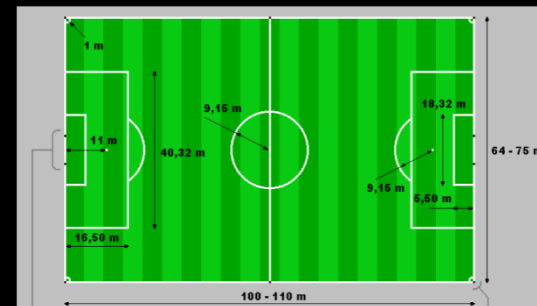 1 m
9,15 m
18,32 m
11 m
40,32 m
64 - 75 m
9,15 m
5,50 m
16,50 m
100 - 110 m